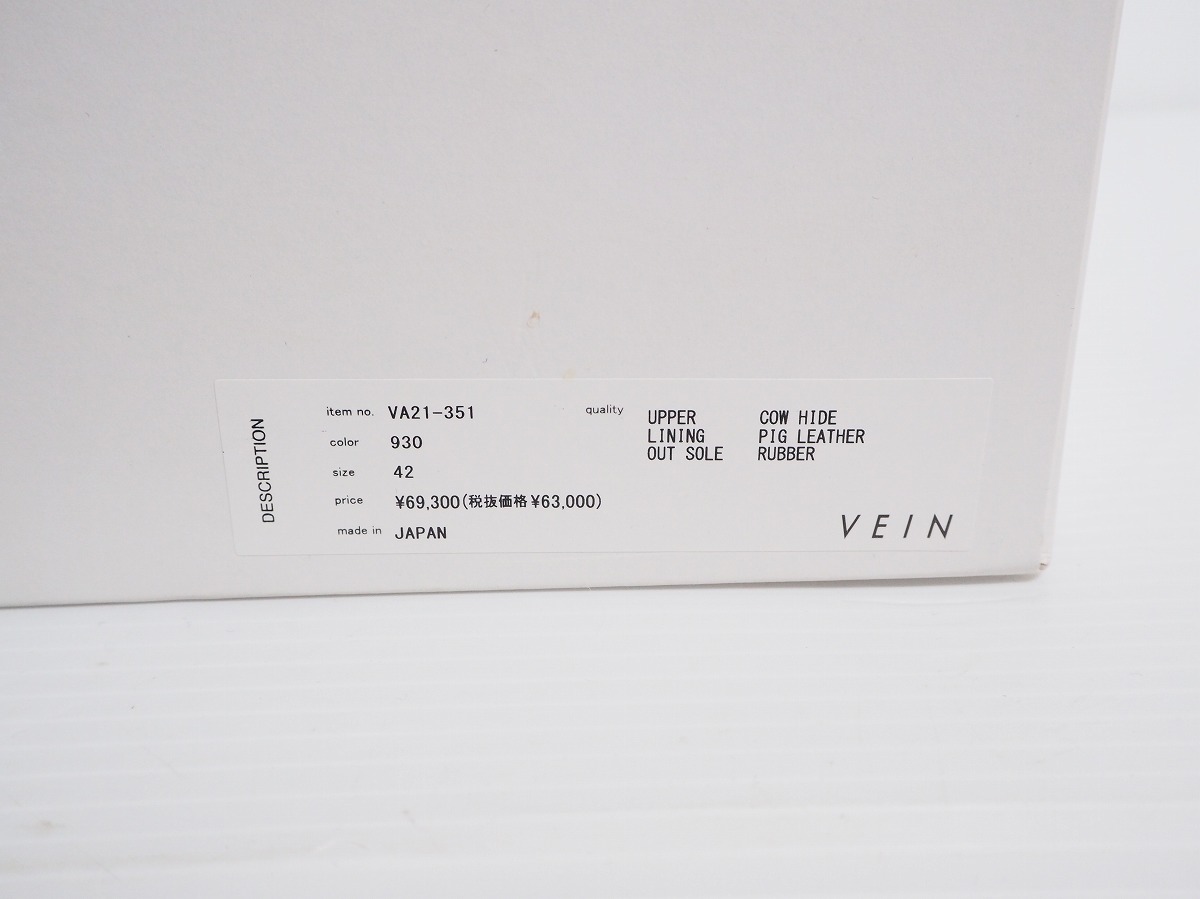 DESCRIPTION
item no. VA21-351
color 930
size 42
price ¥69,300(税抜価格¥63,000)
made in JAPAN
quality UPPER COW HIDE
LINING PIG LEATHER
OUT SOLE RUBBER
VEIN